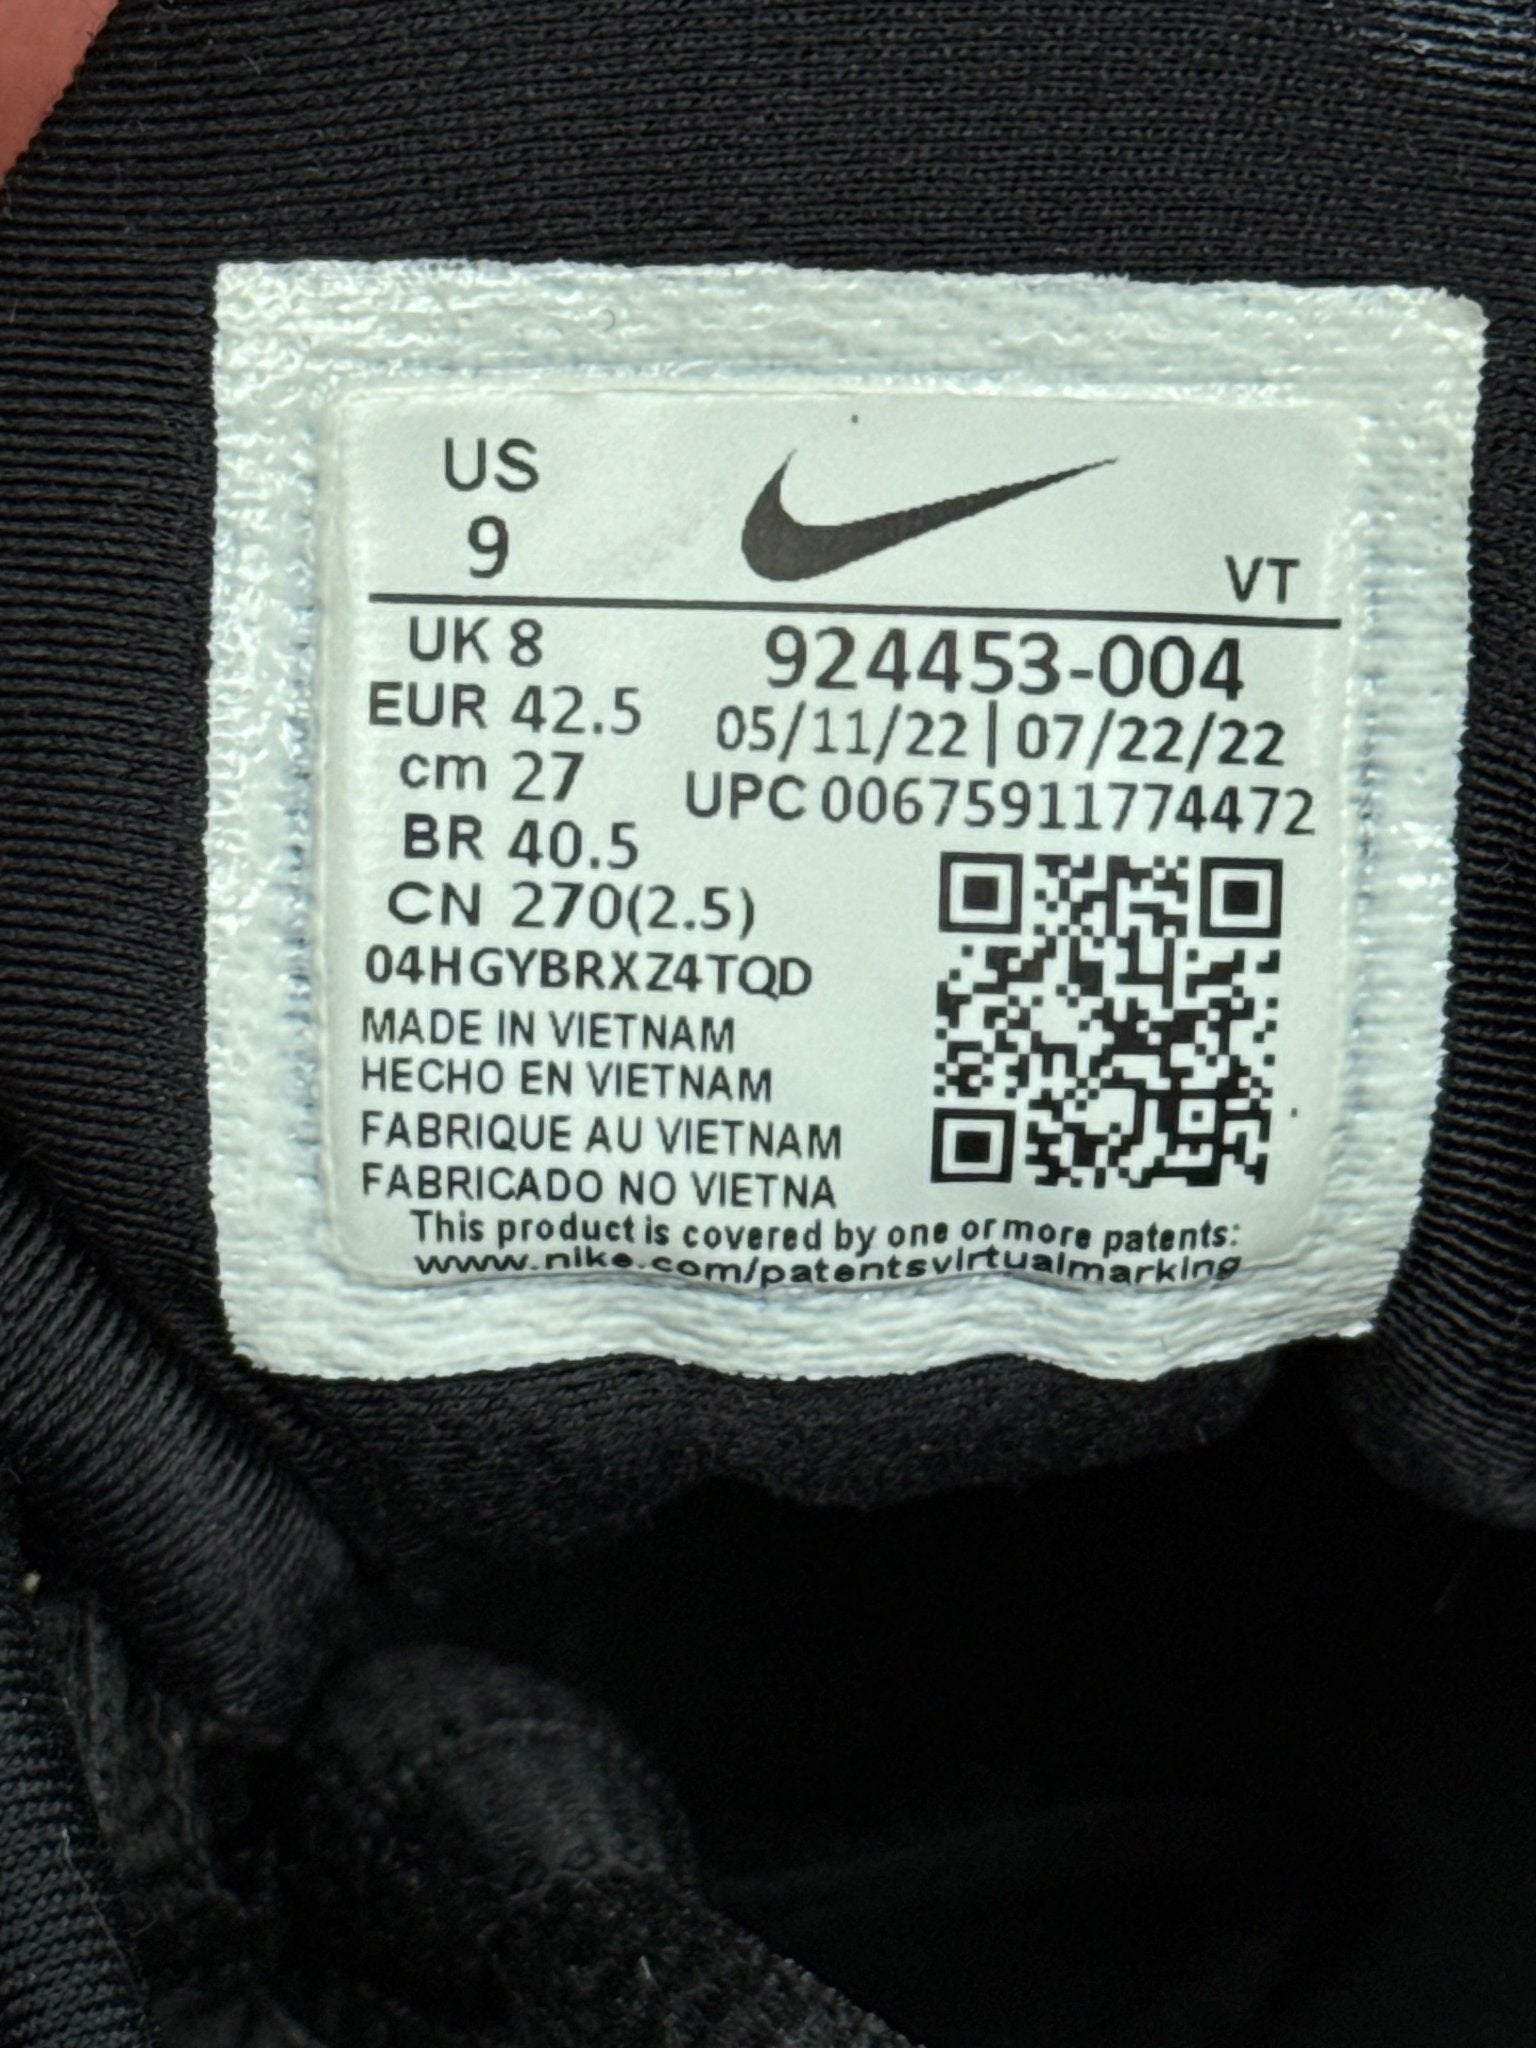 US
9
VT
UK 8
EUR 42.5
cm 27
BR 40.5
CN 270(2.5)
924453-004
05/11/22 | 07/22/22
UPC 00675911774472
04HGYBRXZ4TQD
MADE IN VIETNAM
HECHO EN VIETNAM
FABRIQUE AU VIETNAM
FABRICADO NO VIETNA
This product is covered by one or more patents:
www.nike.com/patentsvirtualmarking